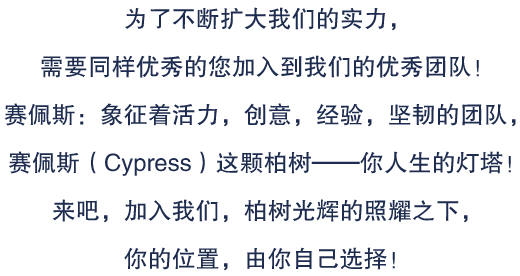 为了不断扩大我们的实力，
需要同样优秀的您加入到我们的优秀团队！
赛佩斯：象征着活力，创意，经验，坚韧的团队，
赛佩斯（Cypress）这颗柏树——你人生的灯塔！
来吧，加入我们，柏树光辉的照耀之下，
你的位置，由你自己选择！